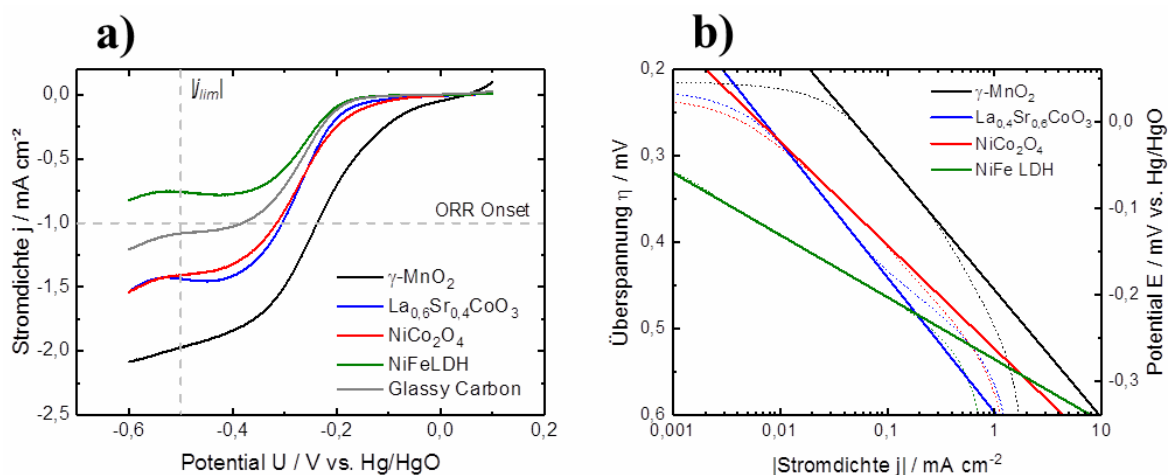 a)
b)
|jlim|
ORR Onset
0,0
-0,5
-1,0
-1,5
-2,0
-2,5
Stromdichte j / mA cm⁻²
γ-MnO₂
La₀,₆Sr₀,₄CoO₃
NiCo₂O₄
NiFeLDH
Glassy Carbon
-0,6 -0,4 -0,2 0,0 0,2
Potential U / V vs. Hg/HgO
0,2
0,3
0,4
0,5
0,6
Überspannung η / mV
γ-MnO₂
La₀,₄Sr₀,₆CoO₃
NiCo₂O₄
NiFe LDH
0,0
-0,1
-0,2
-0,3
Potential E / mV vs. Hg/HgO
0,001 0,01 0,1 1 10
|Stromdichte j| / mA cm⁻²